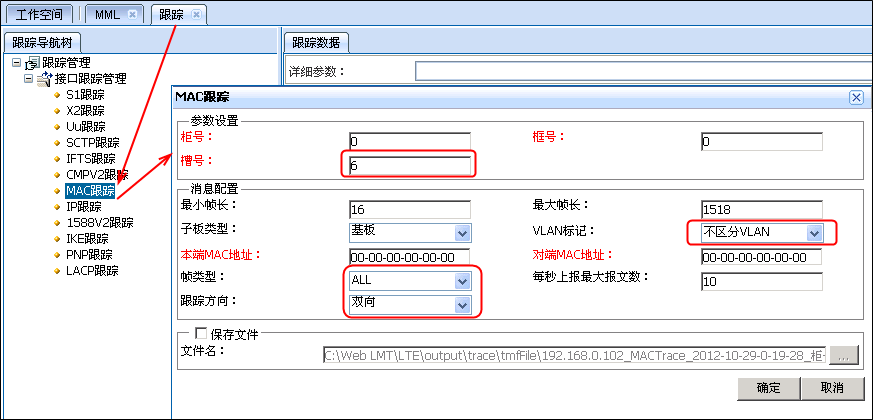 工作空间 MML 跟踪
跟踪导航树 跟踪数据
跟踪管理
详细参数：
接口跟踪管理
S1跟踪
X2跟踪
Uu跟踪
SCTP跟踪
IFTS跟踪
CMPV2跟踪
MAC跟踪
IP跟踪
1588V2跟踪
IKE跟踪
PNP跟踪
LACP跟踪
MAC跟踪
参数设置
柜号： 0 框号： 0
槽号： 6
消息配置
最小帧长： 16 最大帧长： 1518
子板类型： 基板 VLAN标记： 不区分VLAN
本端MAC地址： 00-00-00-00-00-00 对端MAC地址： 00-00-00-00-00-00
帧类型： ALL 每秒上报最大报文数： 10
跟踪方向： 双向
保存文件
文件名： C:\Web LMT\LTE\output\trace\tmfFile\192.168.0.102_MACTrace_2012-10-29-0-19-28_柜 ...
确定 取消